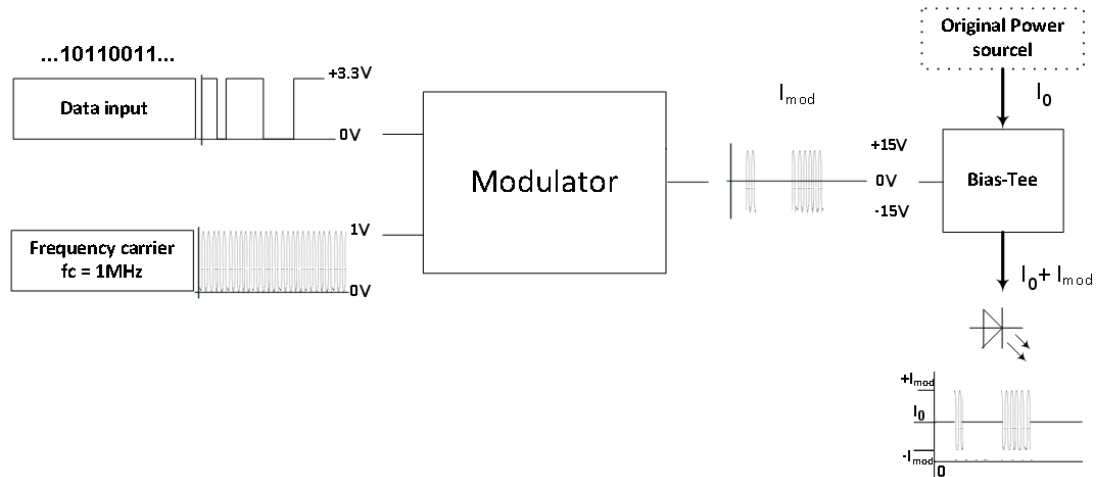 ...10110011...
Data input
+3.3V
0V
Frequency carrier
fc = 1MHz
1V
0V
Modulator
Imod
+15V
0V
-15V
Original Power
sourcel
I0
Bias-Tee
I0+ Imod
+Imod
I0
-Imod
0